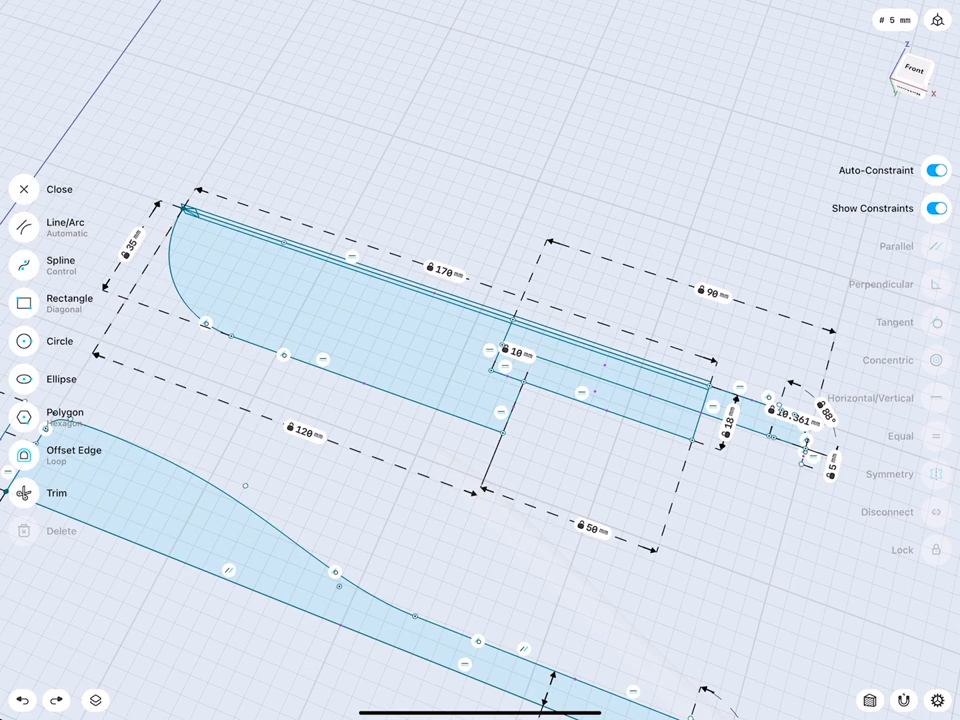 # 5 mm
Z
Front
X
Y
Auto-Constraint
Show Constraints
Parallel
Perpendicular
Tangent
Concentric
Horizontal/Vertical
Equal
Symmetry
Disconnect
Lock
Close
Line/Arc
Automatic
Spline
Control
Rectangle
Diagonal
Circle
Ellipse
Polygon
Hexagon
Offset Edge
Loop
Trim
Delete
35 mm
170 mm
90 mm
10 mm
18 mm
10.361 mm
88°
5 mm
120 mm
50 mm